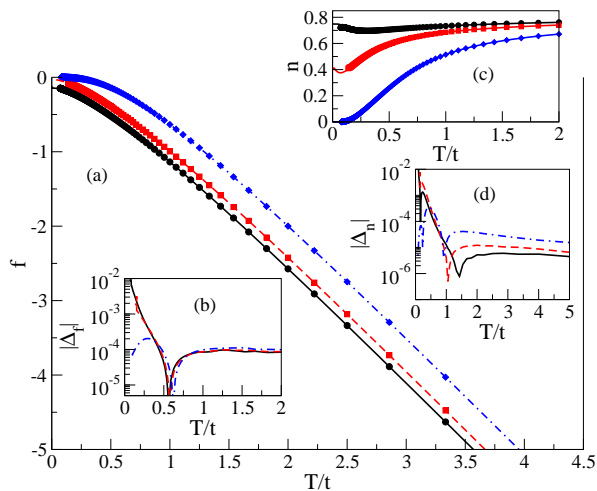 0.8
0.6
0.4
0.2
0
n
(c)
0 0.5 1 1.5 2
T/t
0
-1
-2
-3
-4
-5
f
(a)
10^-2
10^-4
10^-6
|Δ_n|
(d)
0 1 2 3 4 5
T/t
10^-2
10^-3
10^-4
10^-5
|Δ_f|
(b)
0 0.5 1 1.5 2
T/t
0 0.5 1 1.5 2 2.5 3 3.5 4 4.5
T/t